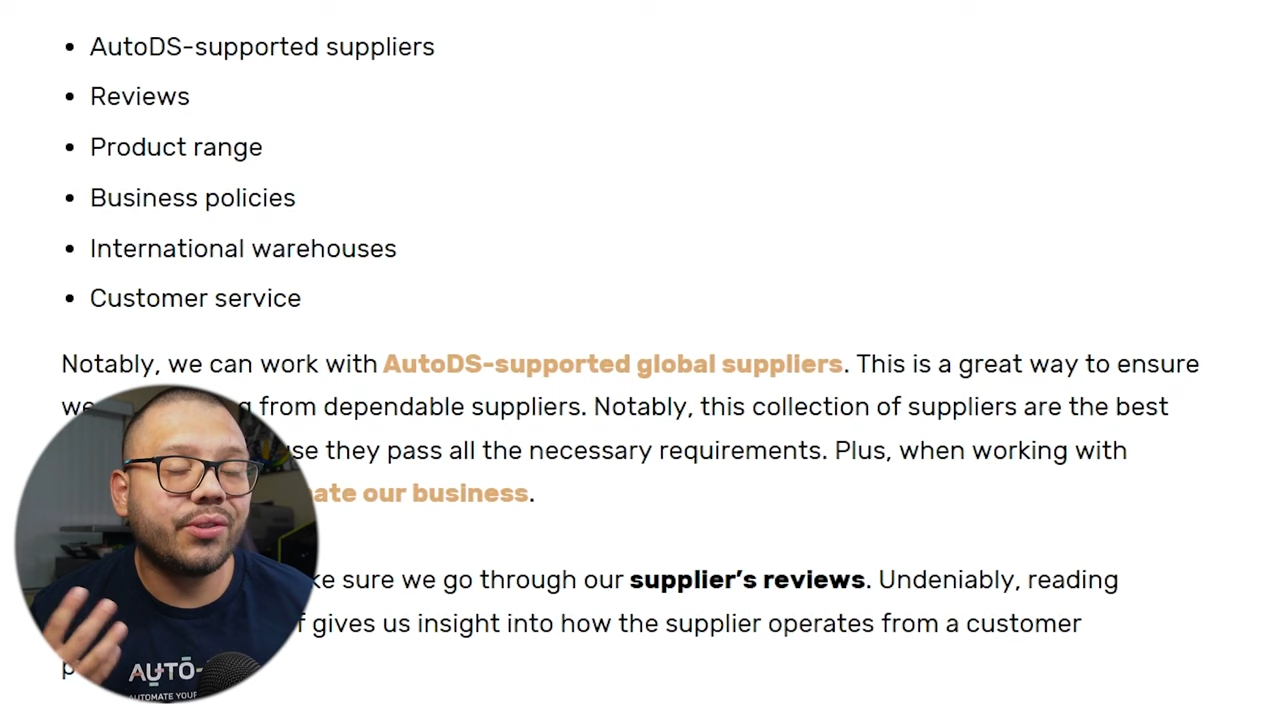 AutoDS-supported suppliers
Reviews
Product range
Business policies
International warehouses
Customer service
Notably, we can work with AutoDS-supported global suppliers. This is a great way to ensure
from dependable suppliers. Notably, this collection of suppliers are the best
they pass all the necessary requirements. Plus, when working with
our business.
sure we go through our supplier's reviews. Undeniably, reading
gives us insight into how the supplier operates from a customer
AUTO-
AUTOMATE YOUR